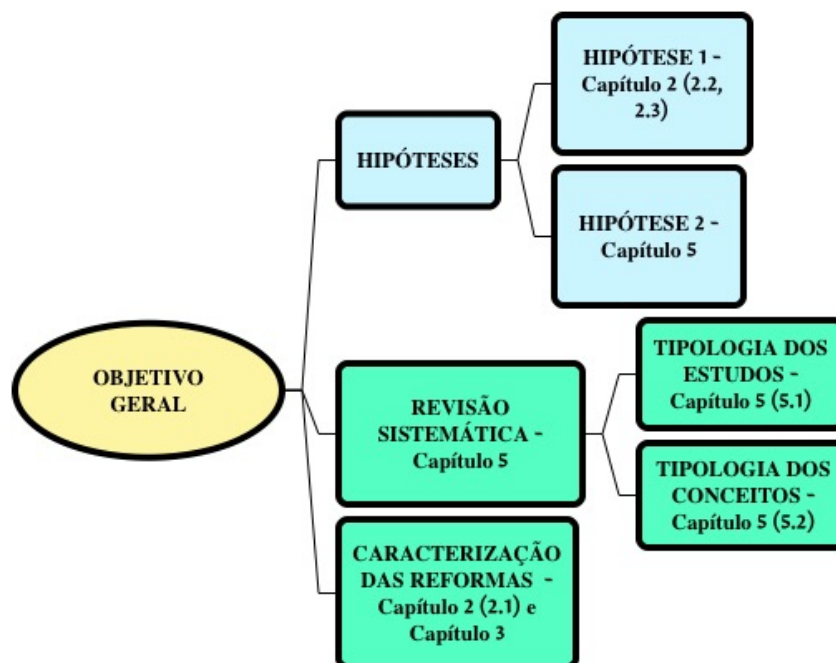 OBJETIVO
GERAL
HIPÓTESES
HIPÓTESE 1 -
Capítulo 2 (2.2,
2.3)
HIPÓTESE 2 -
Capítulo 5
REVISÃO
SISTEMÁTICA -
Capítulo 5
TIPOLOGIA DOS
ESTUDOS -
Capítulo 5 (5.1)
TIPOLOGIA DOS
CONCEITOS -
Capítulo 5 (5.2)
CARACTERIZAÇÃO
DAS REFORMAS -
Capítulo 2 (2.1) e
Capítulo 3